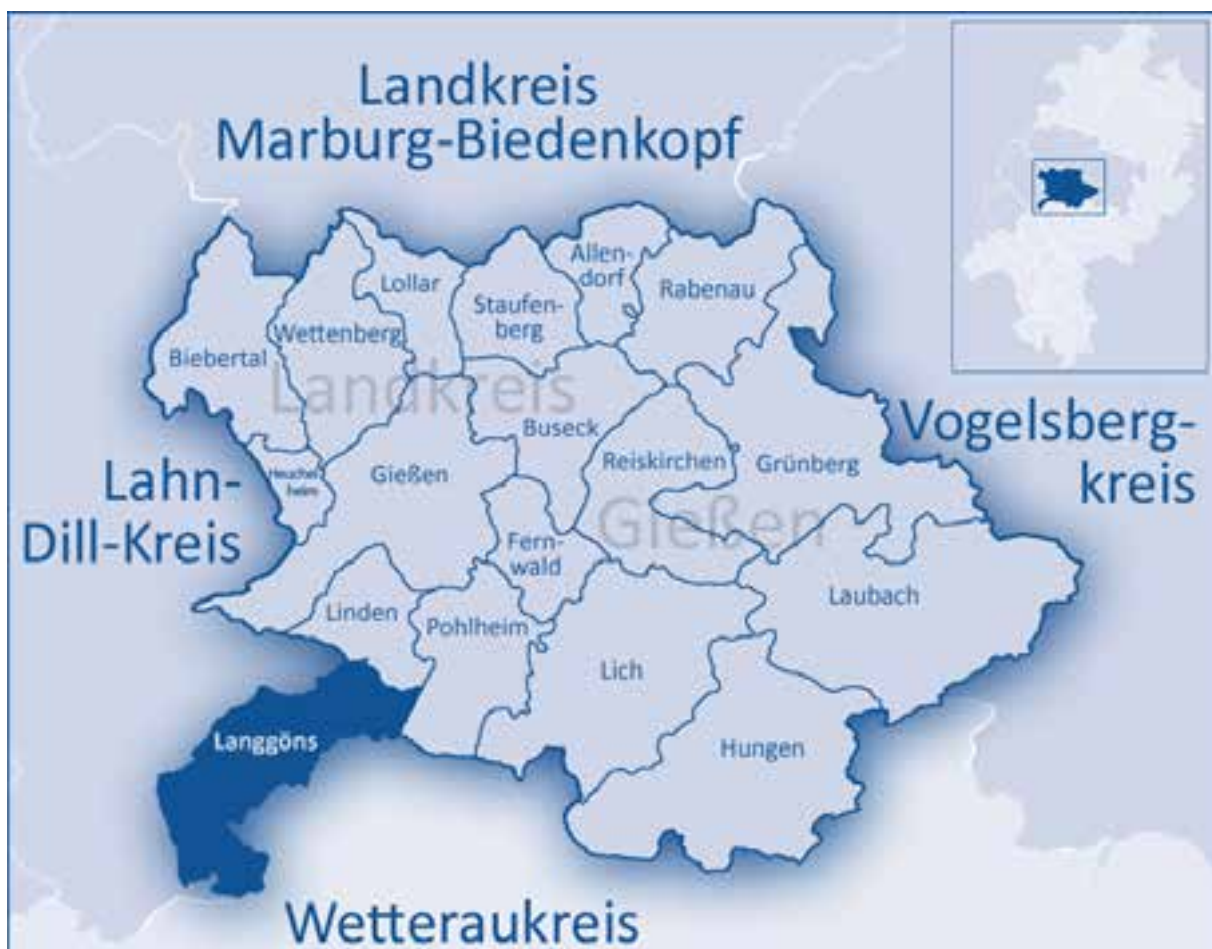 Landkreis
Marburg-Biedenkopf
Allen-
dorf
Lollar
Rabenau
Staufen-
berg
Wettenberg
Biebertal
Landkreis
Vogelsberg-
kreis
Buseck
Gießen
Reiskirchen
Grünberg
Heuchel-
heim
Lahn-
Dill-Kreis
Gießen
Fern-
wald
Laubach
Linden
Pohlheim
Lich
Langgöns
Hungen
Wetteraukreis